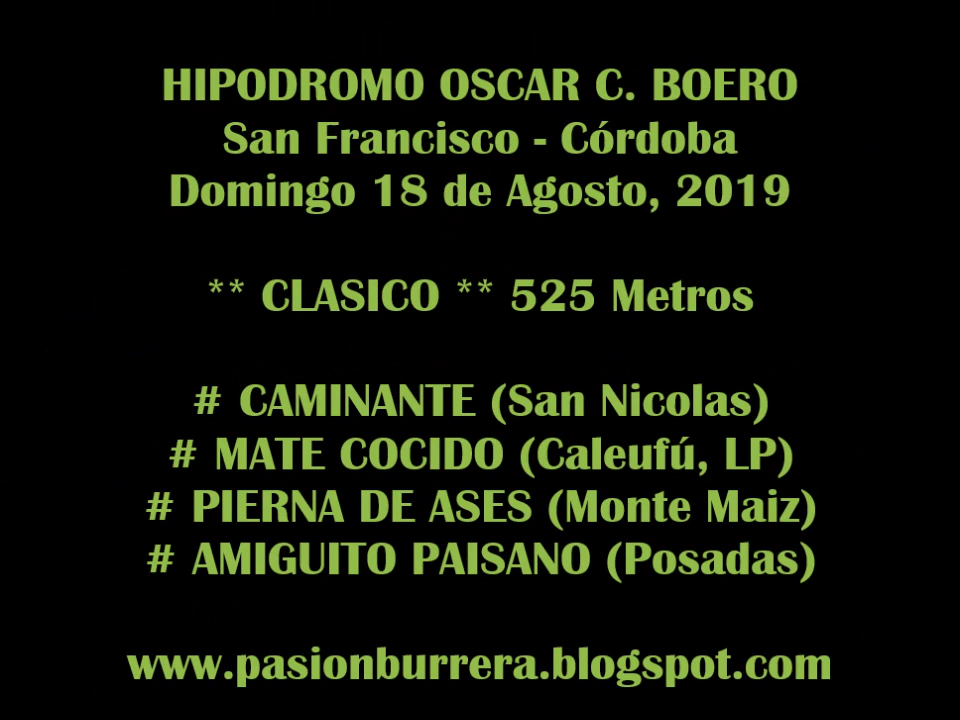 HIPODROMO OSCAR C. BOERO
San Francisco - Córdoba
Domingo 18 de Agosto, 2019
** CLASICO ** 525 Metros
# CAMINANTE (San Nicolas)
# MATE COCIDO (Caleufú, LP)
# PIERNA DE ASES (Monte Maiz)
# AMIGUITO PAISANO (Posadas)
www.pasionburrera.blogspot.com